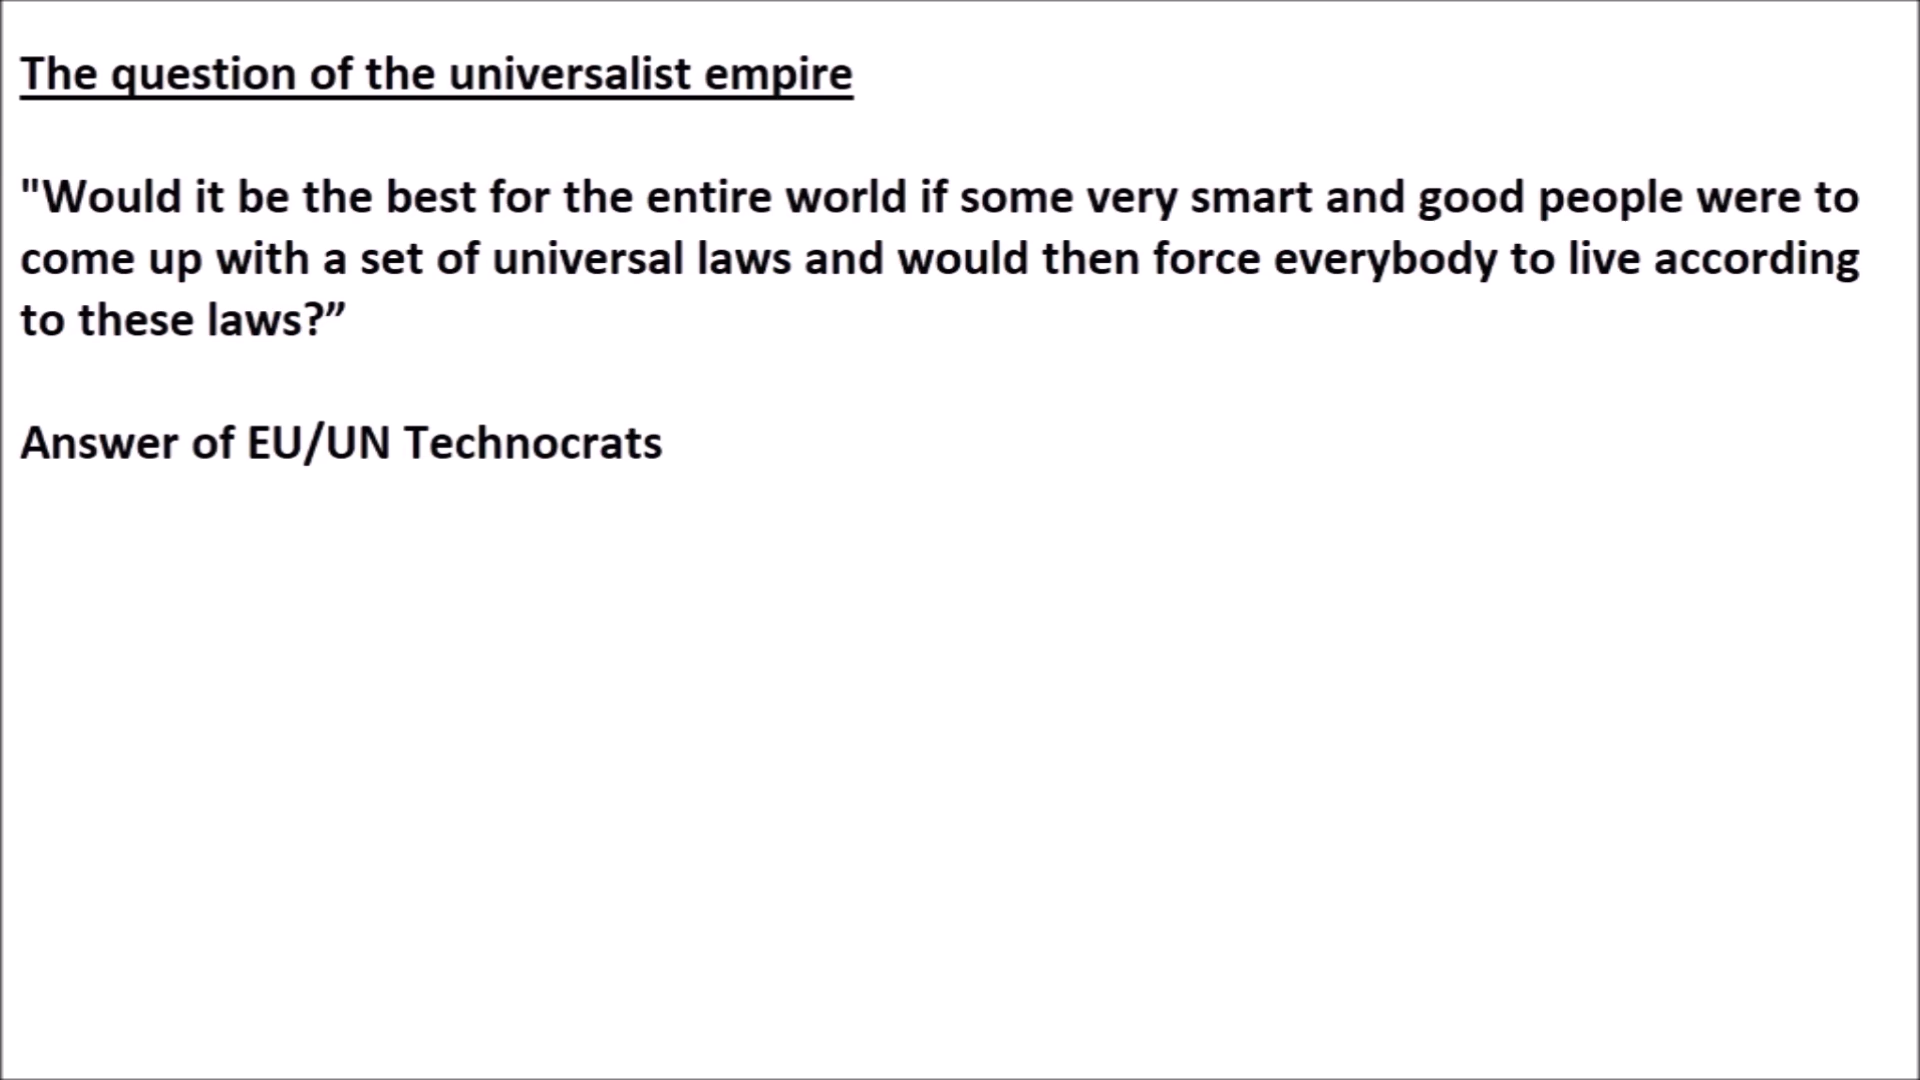 The question of the universalist empire
"Would it be the best for the entire world if some very smart and good people were to
come up with a set of universal laws and would then force everybody to live according
to these laws?”
Answer of EU/UN Technocrats